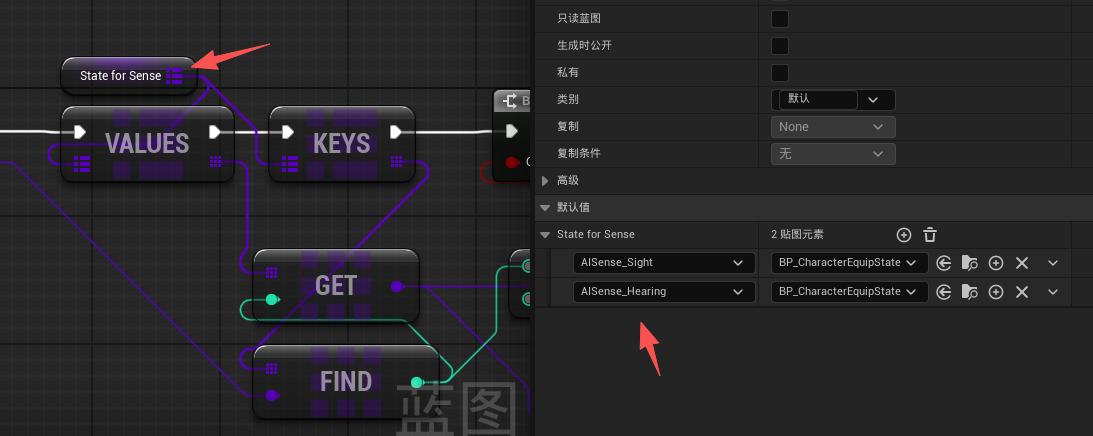 State for Sense
VALUES
KEYS
B
C
GET
FIND
蓝图
只读蓝图
生成时公开
私有
类别
默认
复制
None
复制条件
无
高级
默认值
State for Sense
2 贴图元素
AISense_Sight
BP_CharacterEquipState
AISense_Hearing
BP_CharacterEquipState